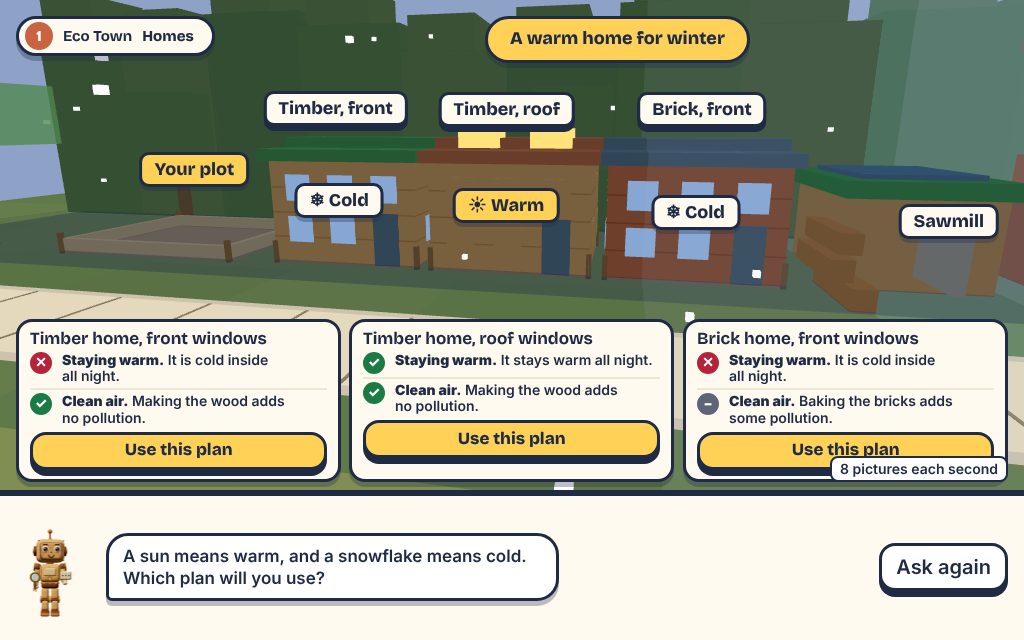 1 Eco Town Homes
A warm home for winter
Timber, front
Timber, roof
Brick, front
Your plot
❄ Cold
☀ Warm
❄ Cold
Sawmill
Timber home, front windows
Staying warm. It is cold inside
all night.
Clean air. Making the wood adds
no pollution.
Use this plan
Timber home, roof windows
Staying warm. It stays warm all night.
Clean air. Making the wood adds
no pollution.
Use this plan
Brick home, front windows
Staying warm. It is cold inside
all night.
Clean air. Baking the bricks adds
some pollution.
Use this plan
8 pictures each second
A sun means warm, and a snowflake means cold.
Which plan will you use?
Ask again